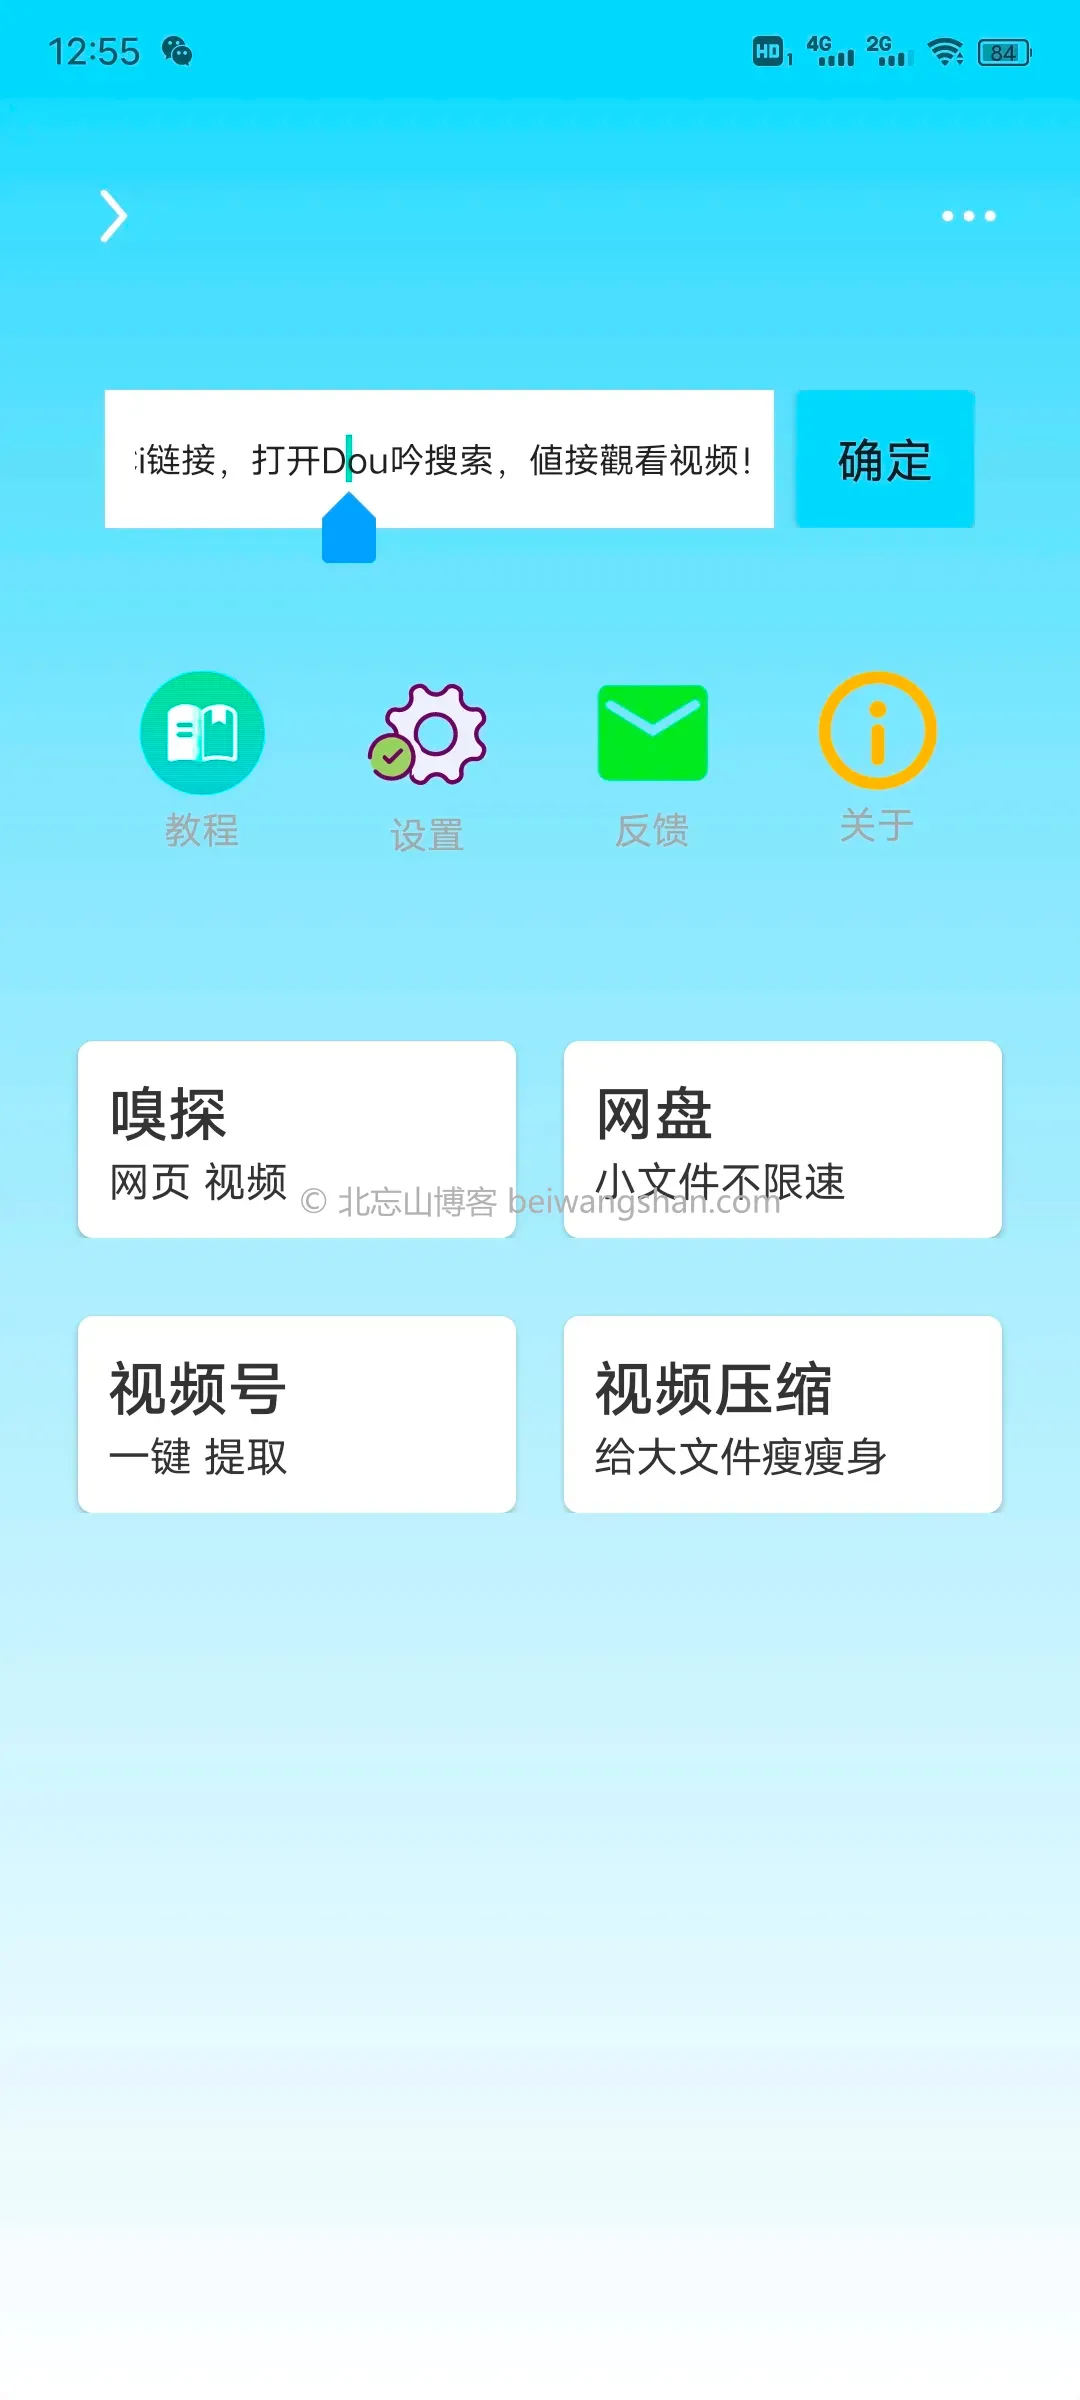 12:55
HD 1 4G 2G 84
i链接，打开Dou吟搜索，値接觀看视频！
确定
教程
设置
反馈
关于
嗅探
网页 视频
网盘
小文件不限速
© 北忘山博客 beiwangshan.com
视频号
一键 提取
视频压缩
给大文件瘦瘦身